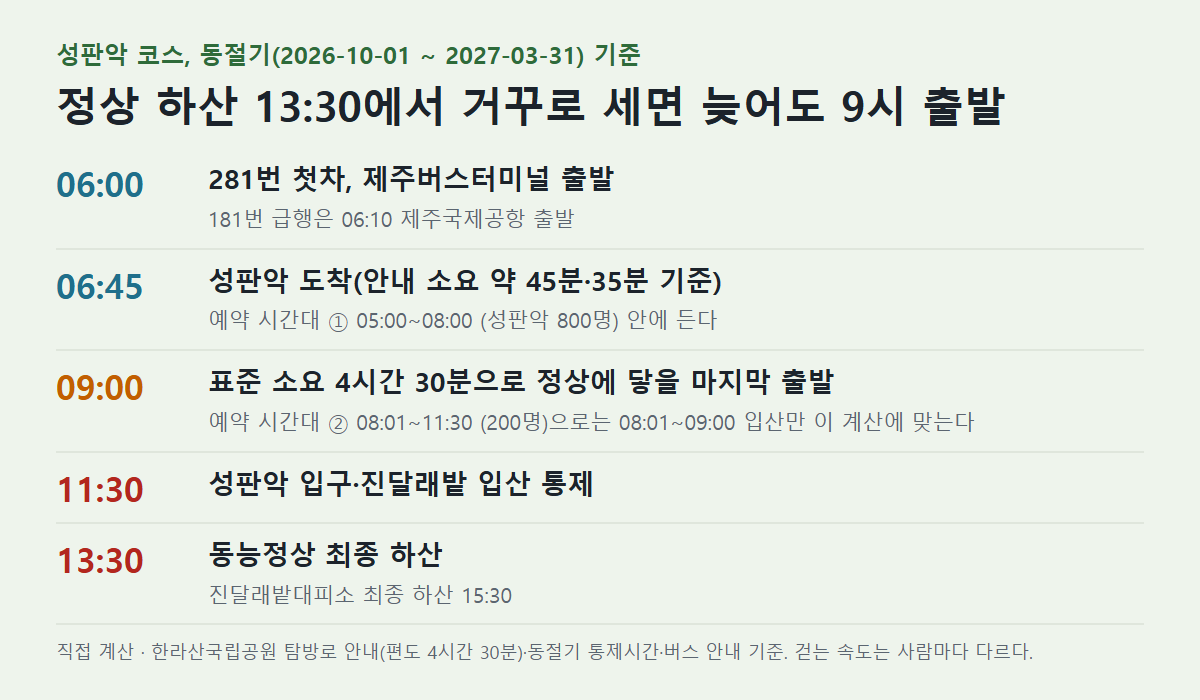 성판악 코스, 동절기(2026-10-01 ~ 2027-03-31) 기준
정상 하산 13:30에서 거꾸로 세면 늦어도 9시 출발
06:00
281번 첫차, 제주버스터미널 출발
181번 급행은 06:10 제주국제공항 출발
06:45
성판악 도착(안내 소요 약 45분·35분 기준)
예약 시간대 ① 05:00~08:00 (성판악 800명) 안에 든다
09:00
표준 소요 4시간 30분으로 정상에 닿을 마지막 출발
예약 시간대 ② 08:01~11:30 (200명)으로는 08:01~09:00 입산만 이 계산에 맞는다
11:30
성판악 입구·진달래밭 입산 통제
13:30
동능정상 최종 하산
진달래밭대피소 최종 하산 15:30
직접 계산 · 한라산국립공원 탐방로 안내(편도 4시간 30분)·동절기 통제시간·버스 안내 기준. 걷는 속도는 사람마다 다르다.